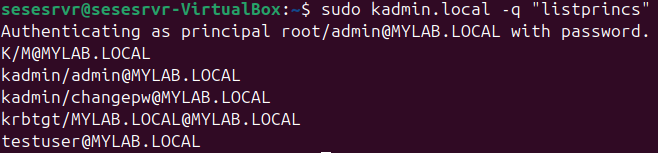 sesesrvr@sesesrvr-VirtualBox:~$ sudo kadmin.local -q "listprincs"
Authenticating as principal root/admin@MYLAB.LOCAL with password.
K/M@MYLAB.LOCAL
kadmin/admin@MYLAB.LOCAL
kadmin/changepw@MYLAB.LOCAL
krbtgt/MYLAB.LOCAL@MYLAB.LOCAL
testuser@MYLAB.LOCAL